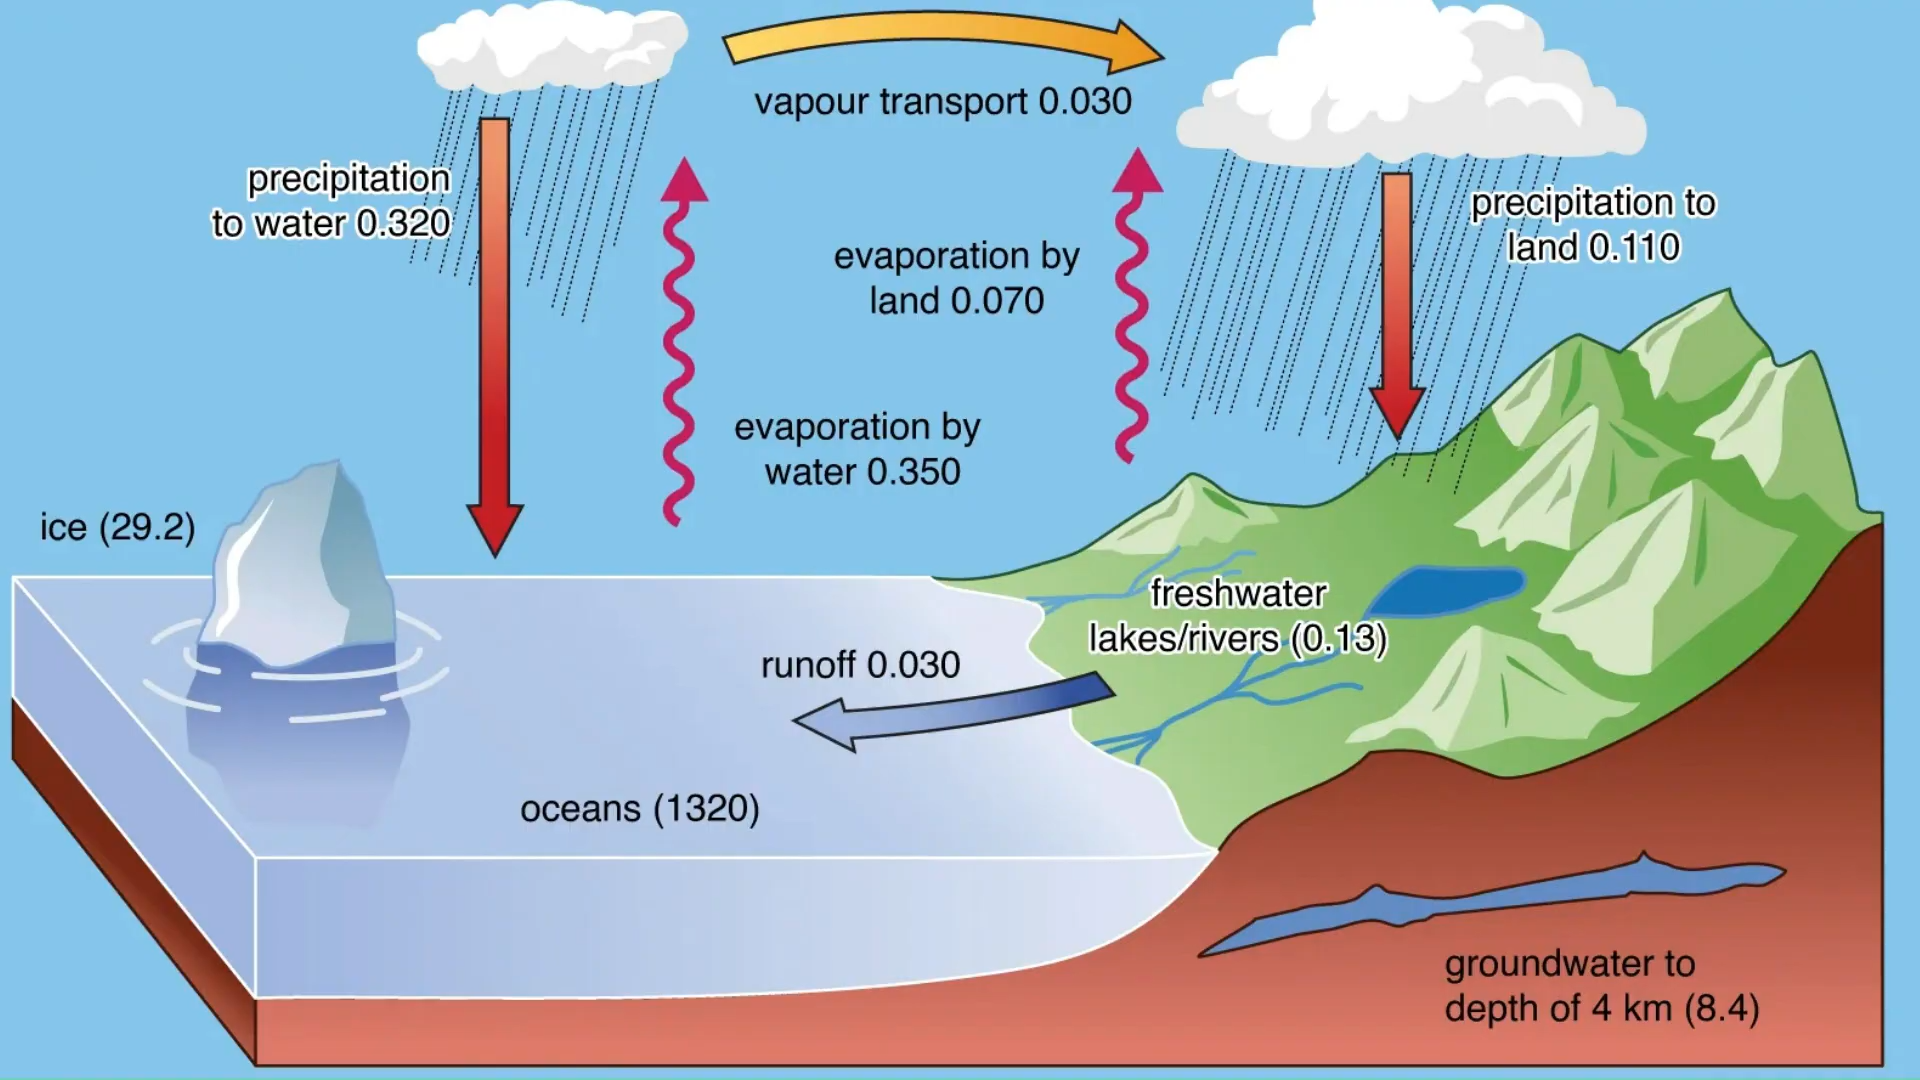 vapour transport 0.030
precipitation
to water 0.320
precipitation to
land 0.110
evaporation by
land 0.070
evaporation by
water 0.350
ice (29.2)
freshwater
lakes/rivers (0.13)
runoff 0.030
oceans (1320)
groundwater to
depth of 4 km (8.4)